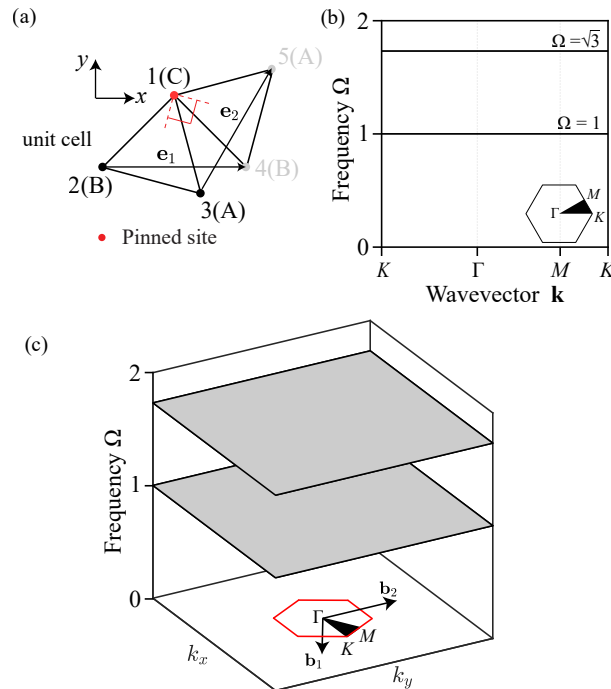 (a)
y
x
1(C)
5(A)
e₂
unit cell
e₁
2(B)
4(B)
3(A)
Pinned site
(b)
Frequency Ω
2
Ω=√3
1
Ω = 1
0
Γ
M
K
K
Γ
M
K
Wavevector k
(c)
Frequency Ω
2
1
0
b₂
Γ
M
K
b₁
kₓ
k_y